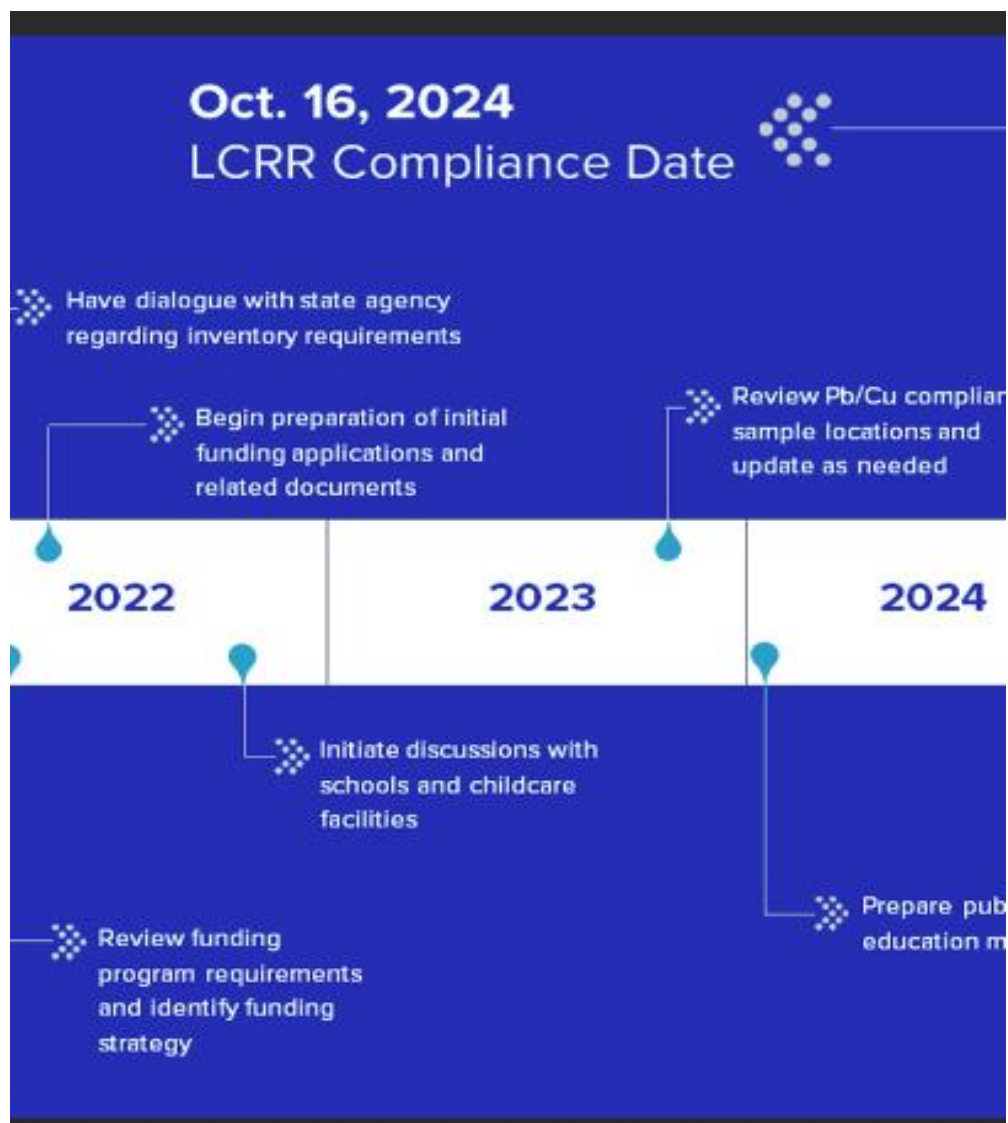 Oct. 16, 2024
LCRR Compliance Date
Have dialogue with state agency
regarding inventory requirements
Begin preparation of initial
funding applications and
related documents
Review Pb/Cu
sample locations and
update as needed
2022
2023
2024
Initiate discussions with
schools and childcare
facilities
Prepare
education
Review funding
program requirements
and identify funding
strategy